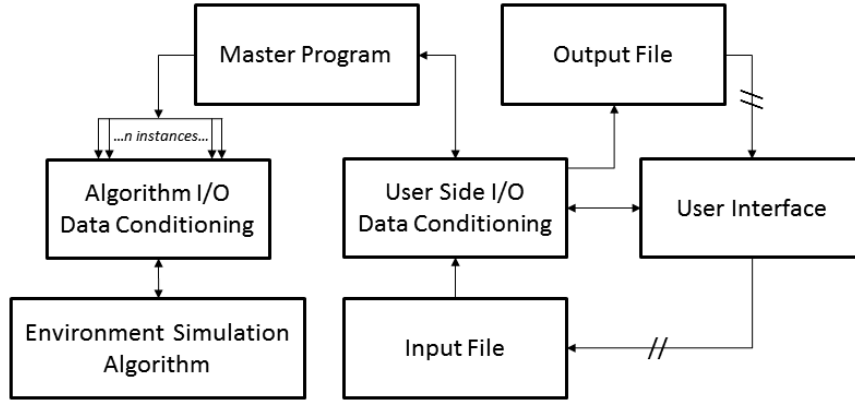 Master Program
Output File
...n instances...
Algorithm I/O
Data Conditioning
User Side I/O
Data Conditioning
User Interface
Environment Simulation
Algorithm
Input File